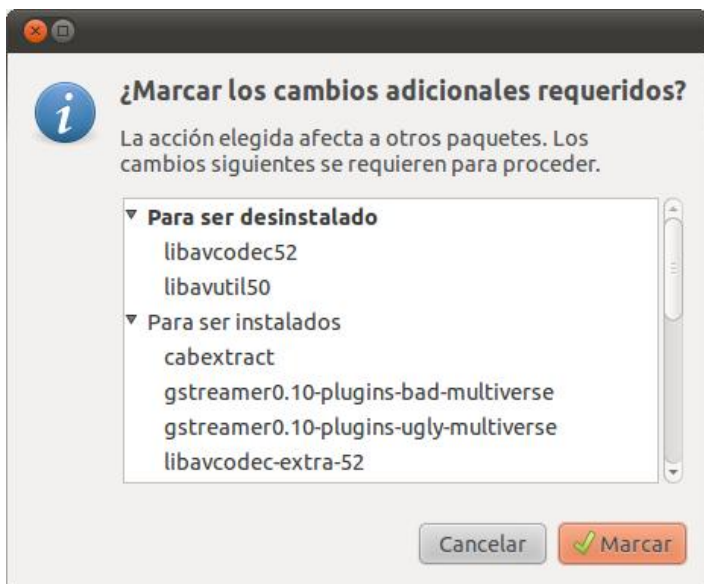 ¿Marcar los cambios adicionales requeridos?
La acción elegida afecta a otros paquetes. Los
cambios siguientes se requieren para proceder.
Para ser desinstalado
libavcodec52
libavutil50
Para ser instalados
cabextract
gstreamer0.10-plugins-bad-multiverse
gstreamer0.10-plugins-ugly-multiverse
libavcodec-extra-52
Cancelar
Marcar